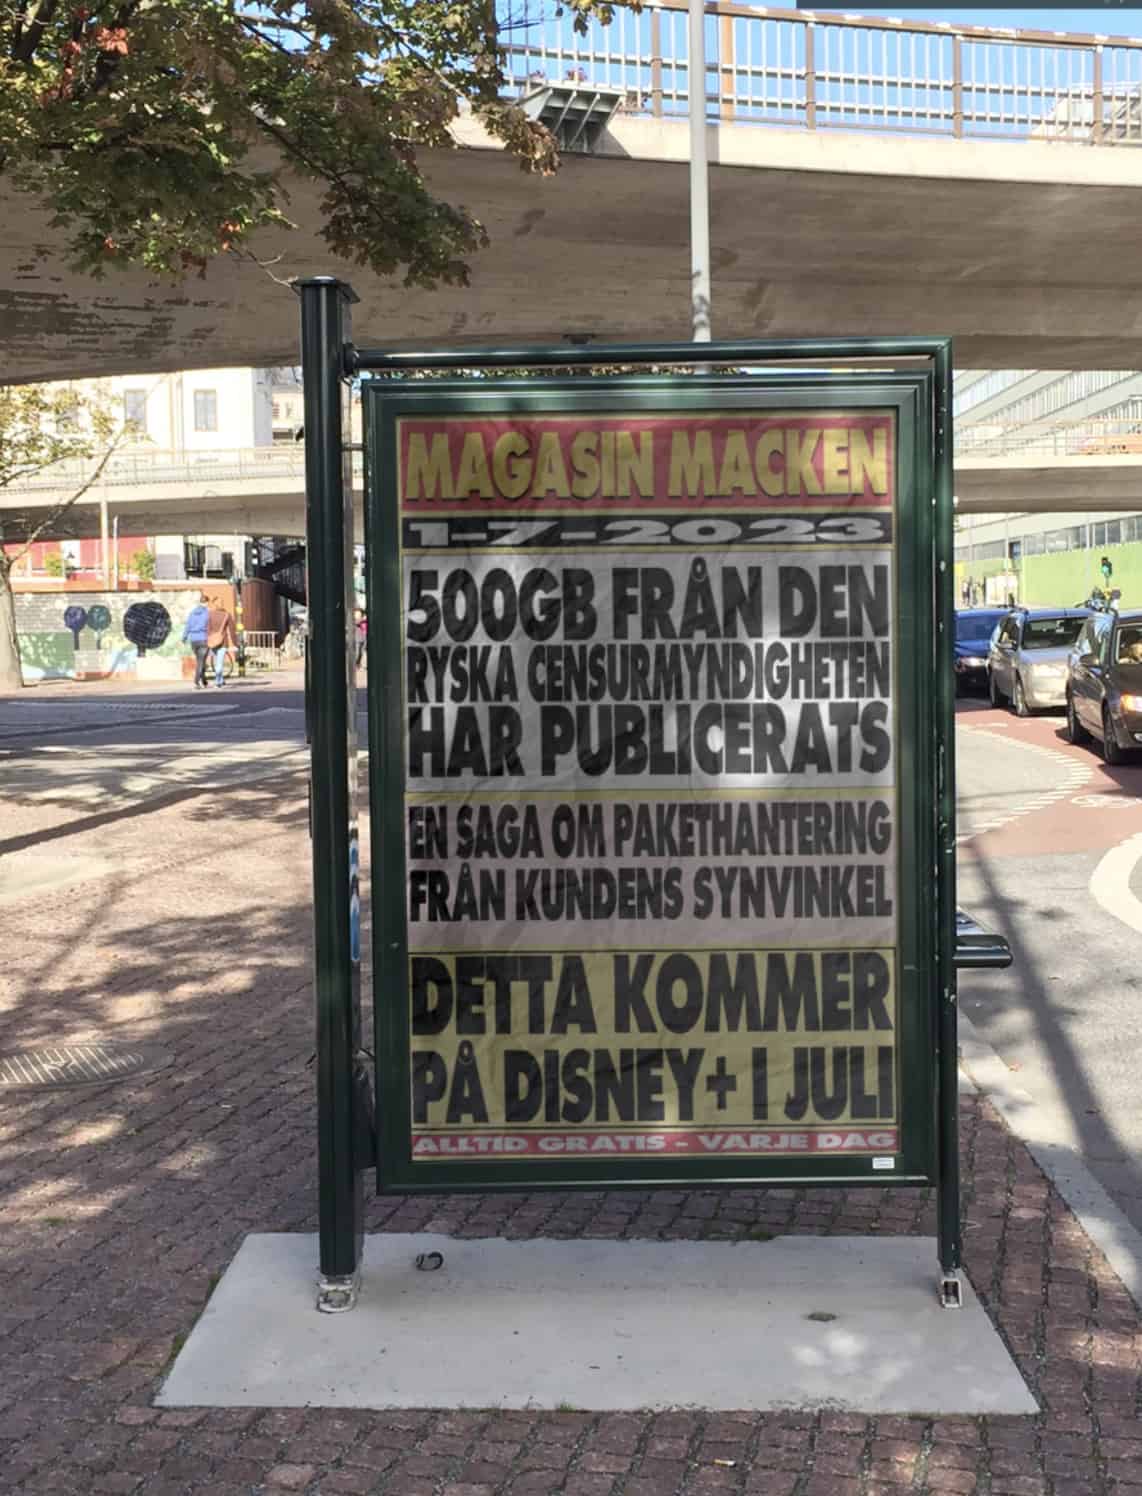 MAGASIN MACKEN
1-7-2023
500GB FRÅN DEN
RYSKA CENSURMYNDIGHETEN
HAR PUBLICERATS
EN SAGA OM PAKETHANTERING
FRÅN KUNDENS SYNVINKEL
DETTA KOMMER
PÅ DISNEY+ I JULI
ALLTID GRATIS - VARJE DAG